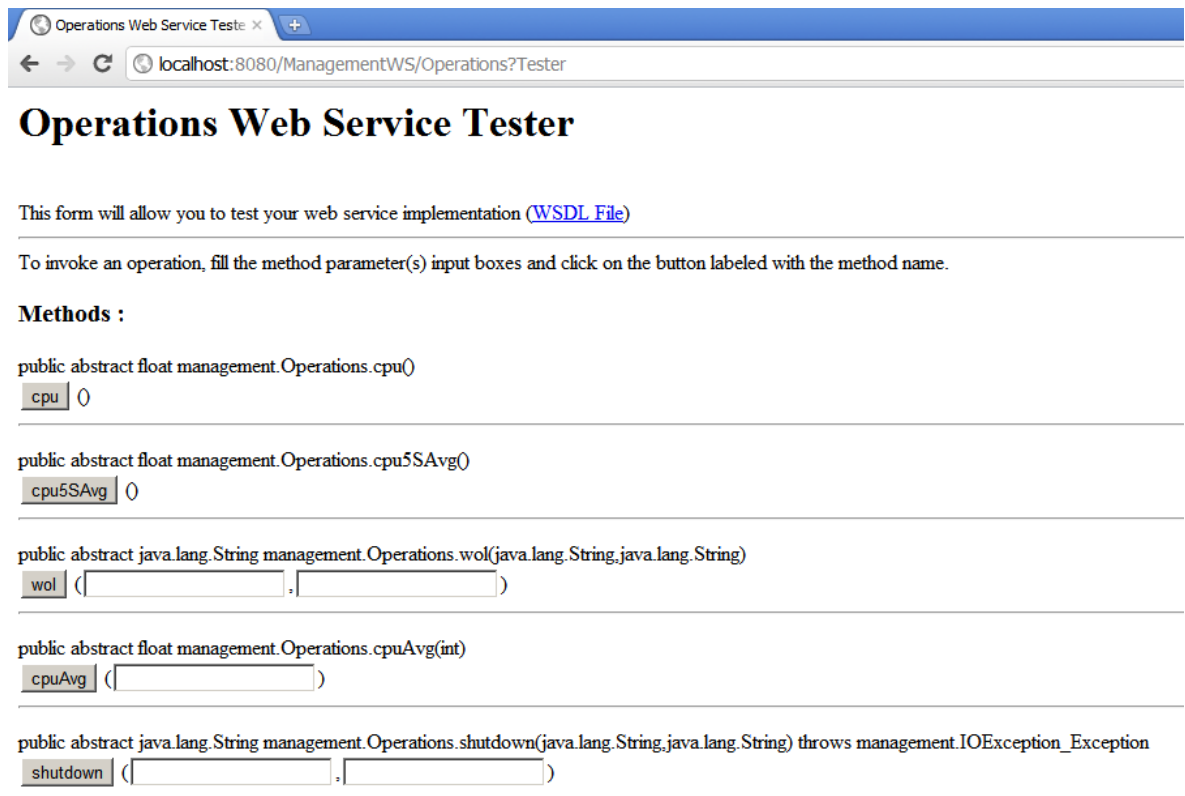 Operations Web Service Teste
localhost:8080/ManagementWS/Operations?Tester
Operations Web Service Tester
This form will allow you to test your web service implementation (WSDL File)
To invoke an operation, fill the method parameter(s) input boxes and click on the button labeled with the method name.
Methods :
public abstract float management.Operations.cpu()
cpu ()
public abstract float management.Operations.cpu5SAvg()
cpu5SAvg ()
public abstract java.lang.String management.Operations.wol(java.lang.String,java.lang.String)
wol ( , )
public abstract float management.Operations.cpuAvg(int)
cpuAvg ( )
public abstract java.lang.String management.Operations.shutdown(java.lang.String,java.lang.String) throws management.IOException_Exception
shutdown ( , )